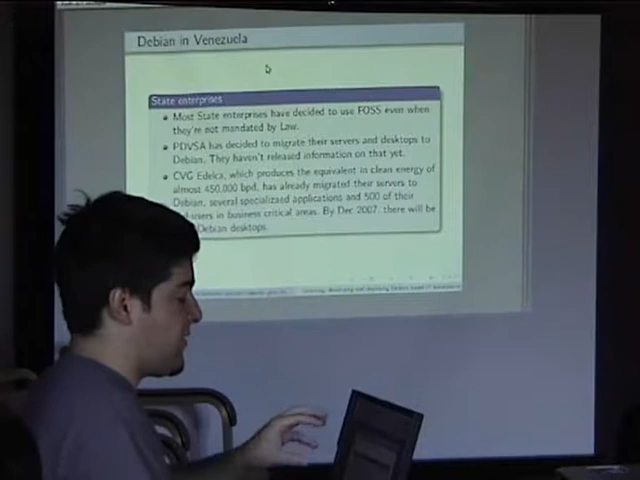 Debian in Venezuela
State enterprises
Most State enterprises have decided to use FOSS even when
they're not mandated by Law.
PDVSA has decided to migrate their servers and desktops to
Debian. They haven't released information on that yet.
CVG Edelca, which produces the equivalent in clean energy of
almost 450.000 bpd, has already migrated their servers to
Debian, several specialized applications and 500 of their
in business critical areas. By Dec 2007, there will be
Debian desktops.